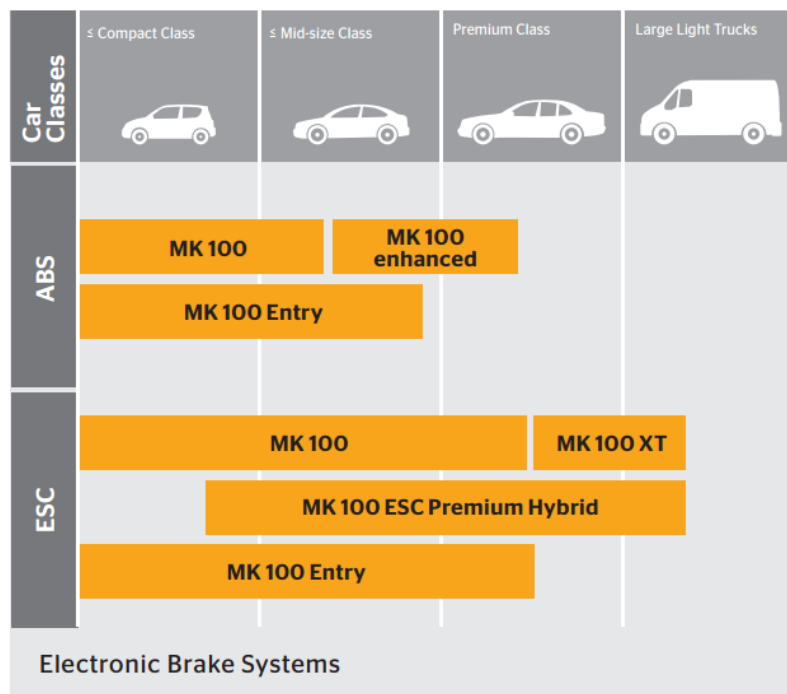 Car
Classes
≤ Compact Class
≤ Mid-size Class
Premium Class
Large Light Trucks
ABS
MK 100
MK 100
enhanced
MK 100 Entry
ESC
MK 100
MK 100 XT
MK 100 ESC Premium Hybrid
MK 100 Entry
Electronic Brake Systems